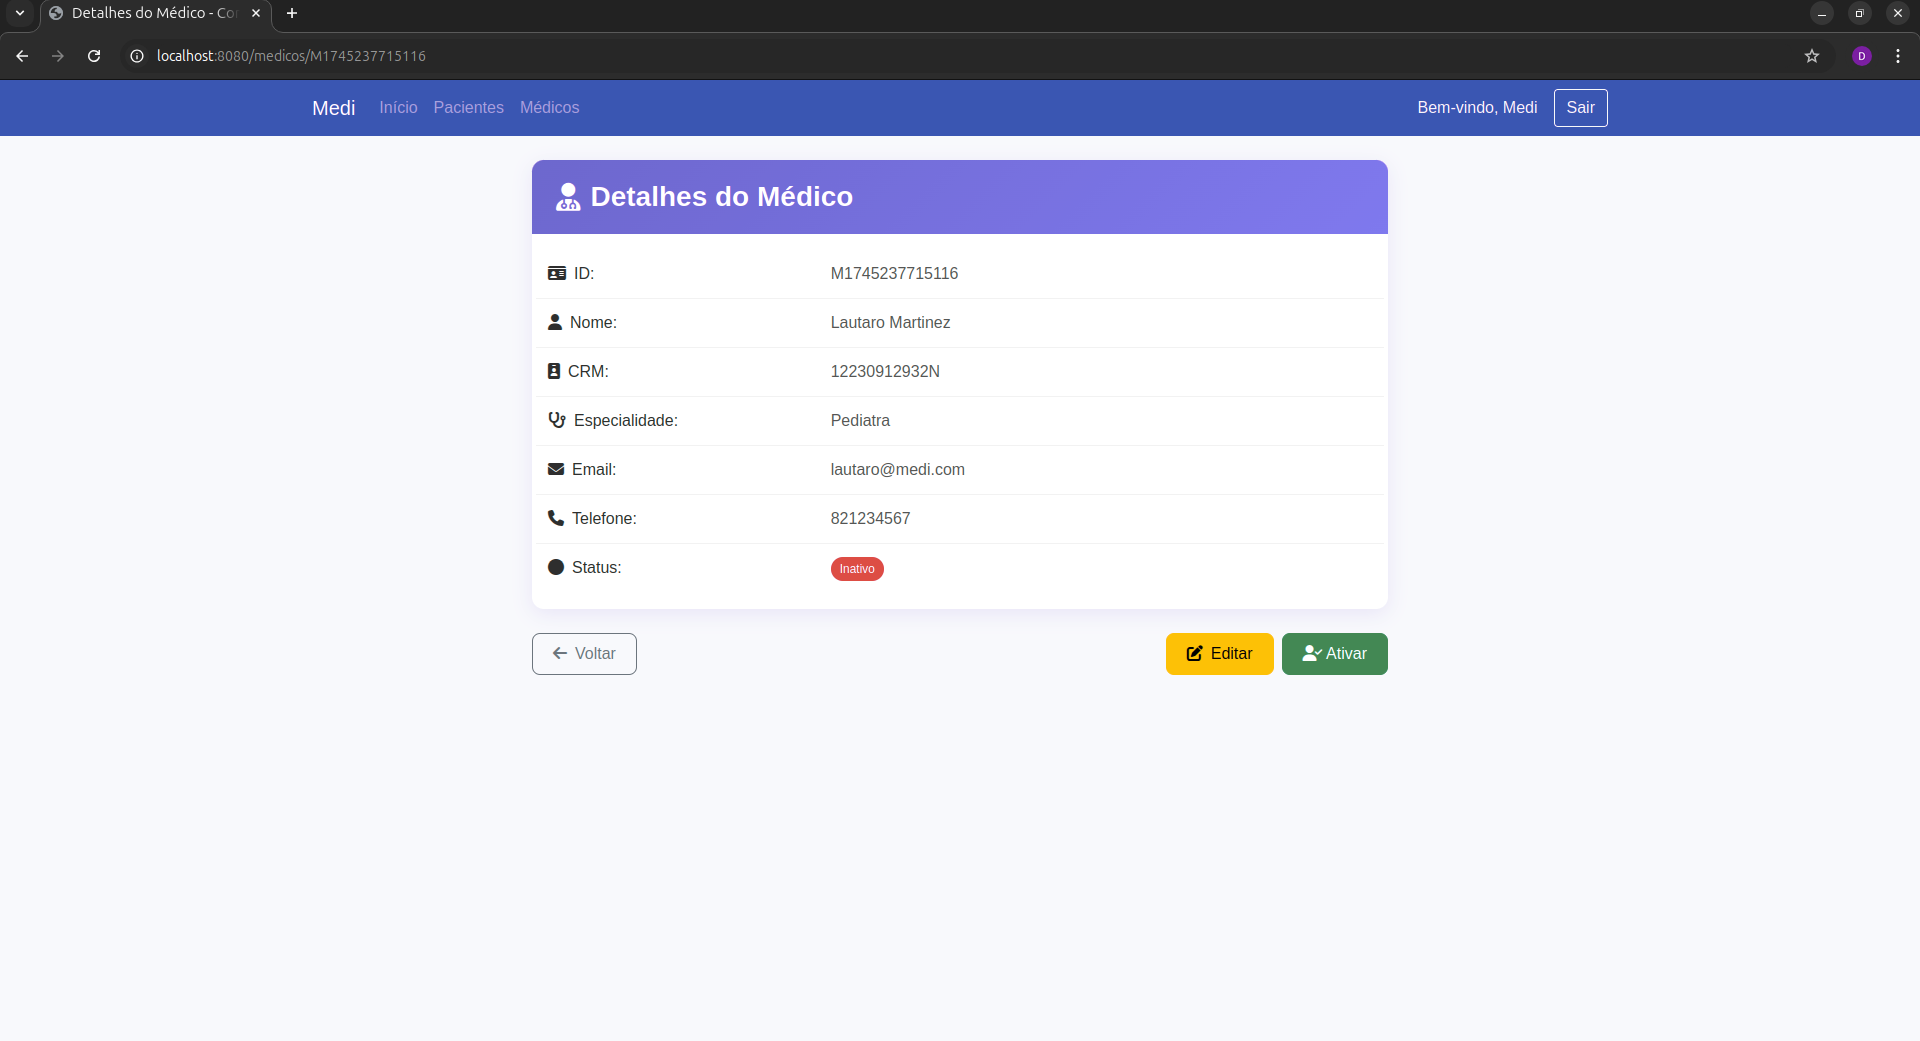 Detalhes do Médico - Co
localhost:8080/medicos/M1745237715116
D
Medi Início Pacientes Médicos Bem-vindo, Medi Sair
Detalhes do Médico
ID: M1745237715116
Nome: Lautaro Martinez
CRM: 12230912932N
Especialidade: Pediatra
Email: lautaro@medi.com
Telefone: 821234567
Status: Inativo
Voltar Editar Ativar